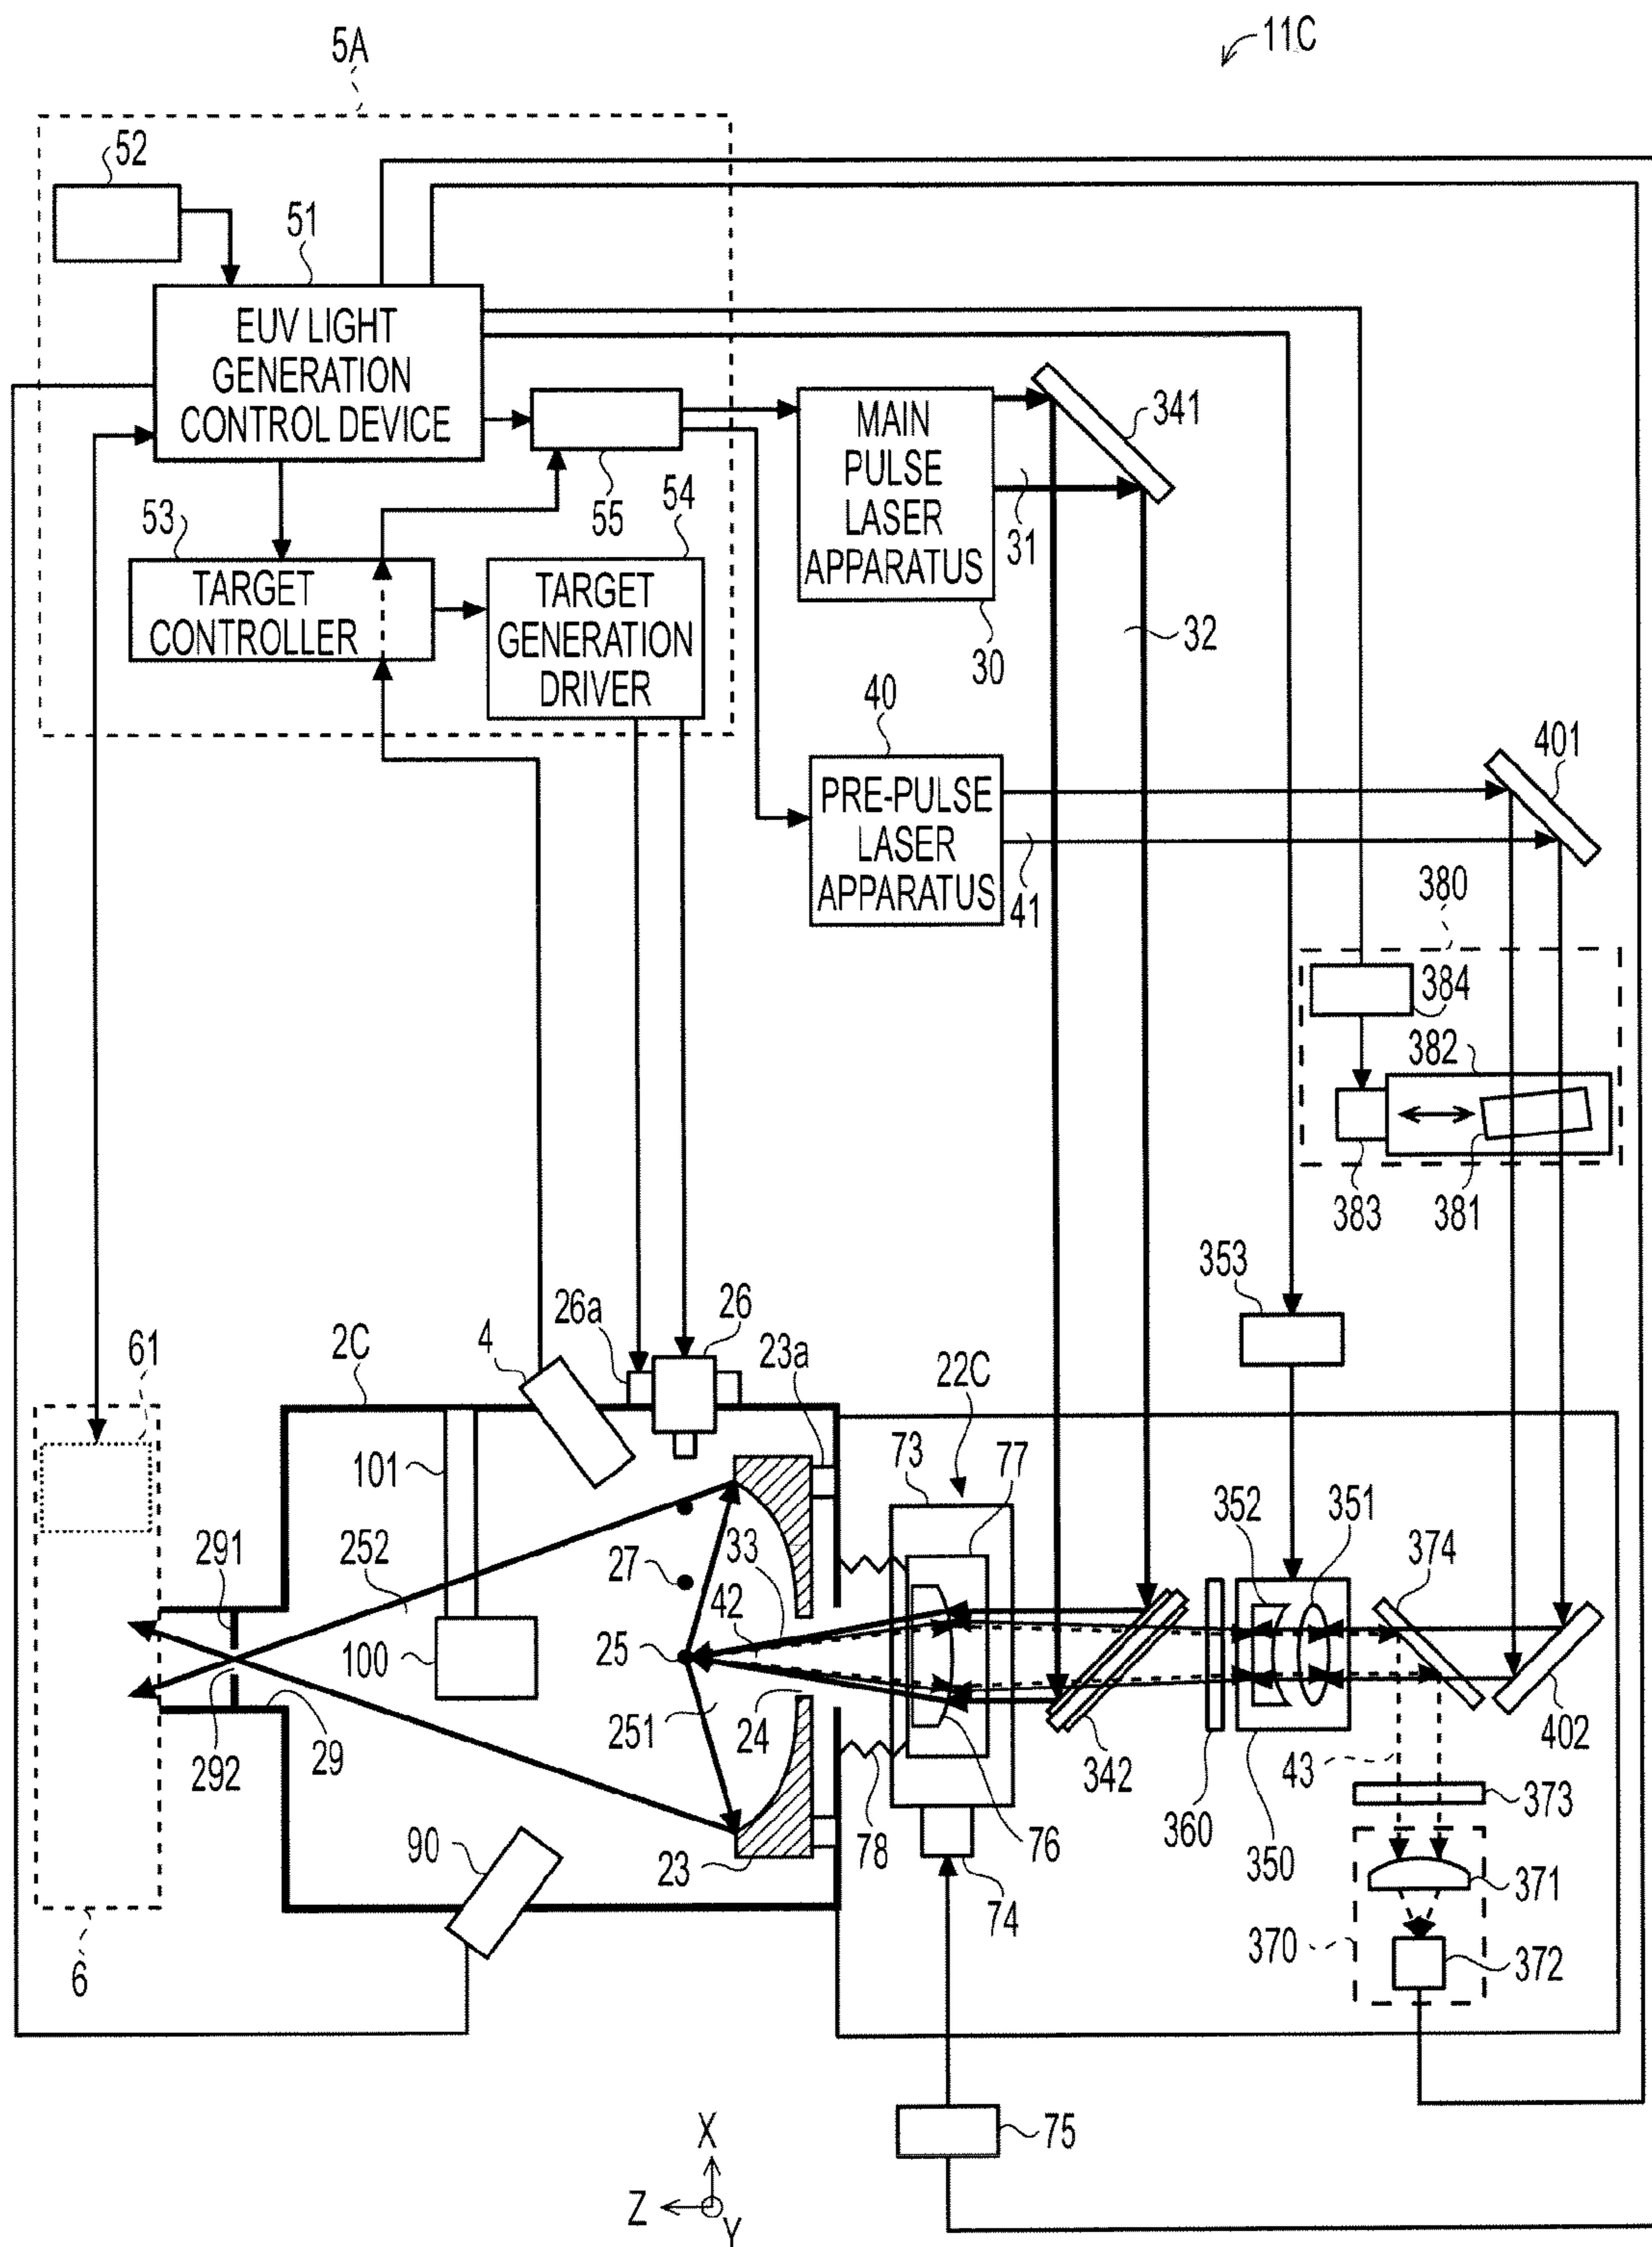 11C
5A
52
51
EUV LIGHT
GENERATION
CONTROL DEVICE
MAIN
PULSE
LASER
APPARATUS
341
55
31
53
54
TARGET
CONTROLLER
TARGET
GENERATION
DRIVER
30
32
40
401
PRE-PULSE
LASER
APPARATUS
41
380
384
382
383
381
353
26a
26
61
2C
4
23a
22C
73
77
101
352
351
374
291
252
27
33
42
25
100
251
24
292
29
342
43
402
360
350
373
90
23
78
76
371
74
370
372
6
75
X
Z
Y